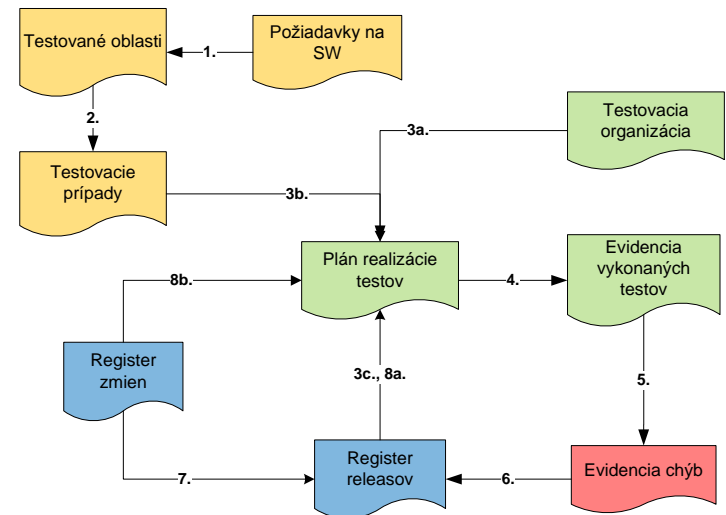 Testované oblasti
1.
Požiadavky na
SW
2.
Testovacia
organizácia
3a.
Testovacie
prípady
3b.
Plán realizácie
testov
4.
Evidencia
vykonaných
testov
8b.
Register
zmien
3c., 8a.
5.
7.
Register
releasov
6.
Evidencia chýb